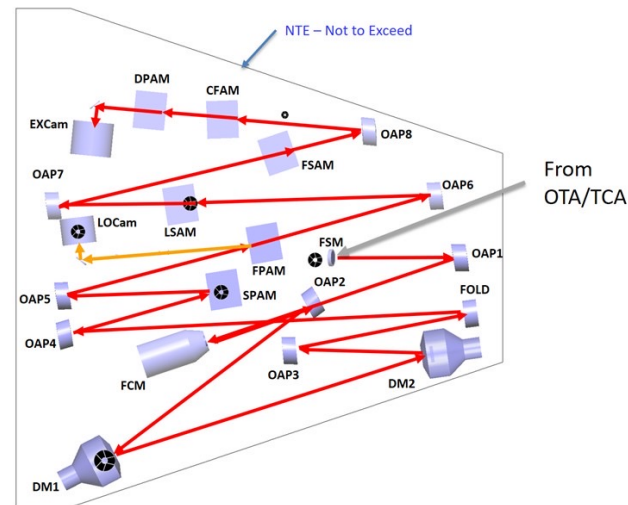 NTE – Not to Exceed
DPAM
CFAM
EXCam
OAP8
FSAM
OAP7
OAP6
From
OTA/TCA
LOCam
LSAM
FSM
OAP1
FPAM
OAP2
SPAM
FOLD
OAP5
OAP4
OAP3
FCM
DM2
DM1